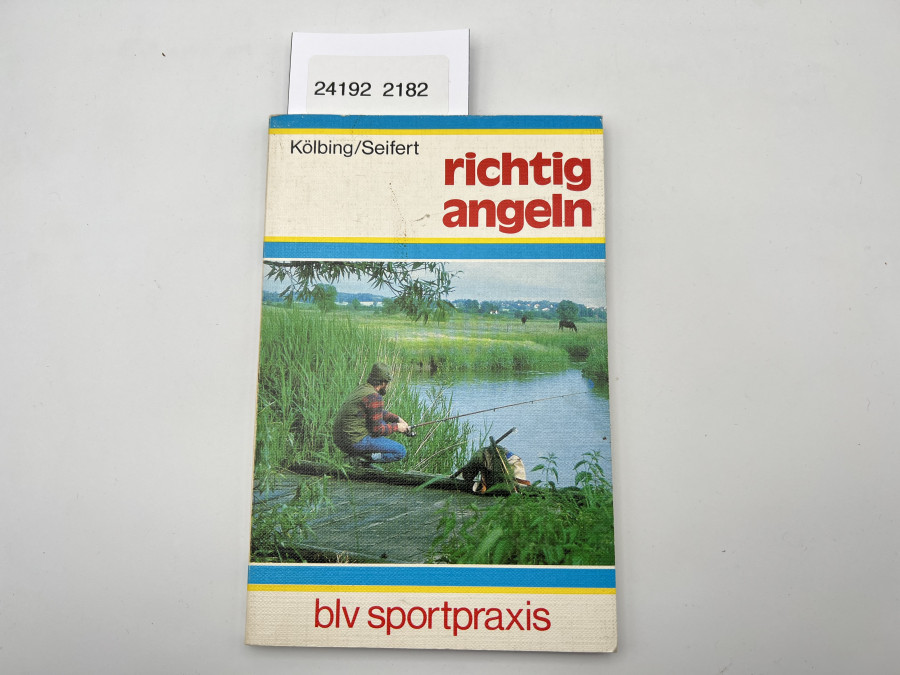 24192 2182
Kölbing/Seifert
richtig
angeln
blv sportpraxis